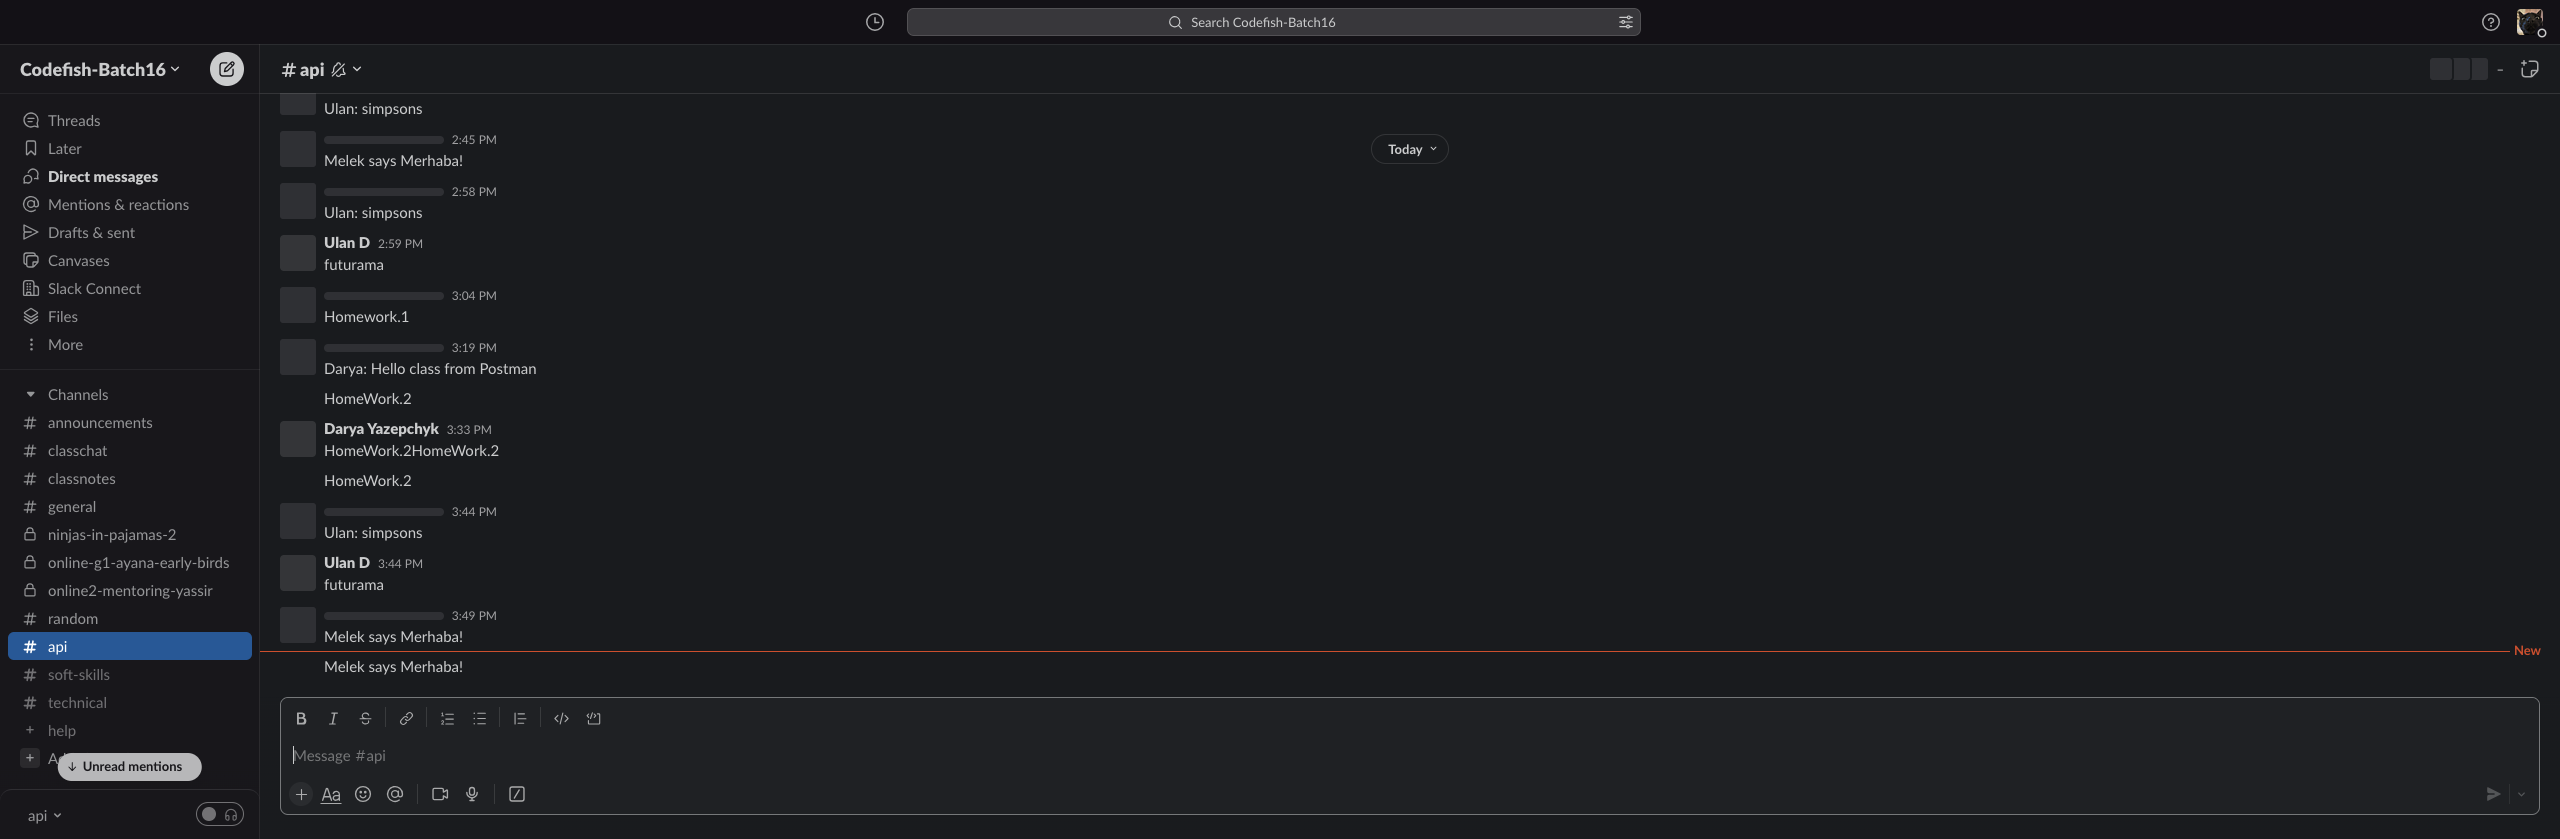 Search Codefish-Batch16
Codefish-Batch16
Threads
Later
Direct messages
Mentions & reactions
Drafts & sent
Canvases
Slack Connect
Files
More
Channels
# announcements
# classchat
# classnotes
# general
ninjas-in-pajamas-2
online-g1-ayana-early-birds
online2-mentoring-yassir
# random
# api
# soft-skills
# technical
+ help
+
Unread mentions
api
# api
-
Ulan: simpsons
2:45 PM
Melek says Merhaba!
Today
2:58 PM
Ulan: simpsons
Ulan D 2:59 PM
futurama
3:04 PM
Homework.1
3:19 PM
Darya: Hello class from Postman
HomeWork.2
Darya Yazepchyk 3:33 PM
HomeWork.2HomeWork.2
HomeWork.2
3:44 PM
Ulan: simpsons
Ulan D 3:44 PM
futurama
3:49 PM
Melek says Merhaba!
New
Melek says Merhaba!
B I S
Message #api
+ Aa @